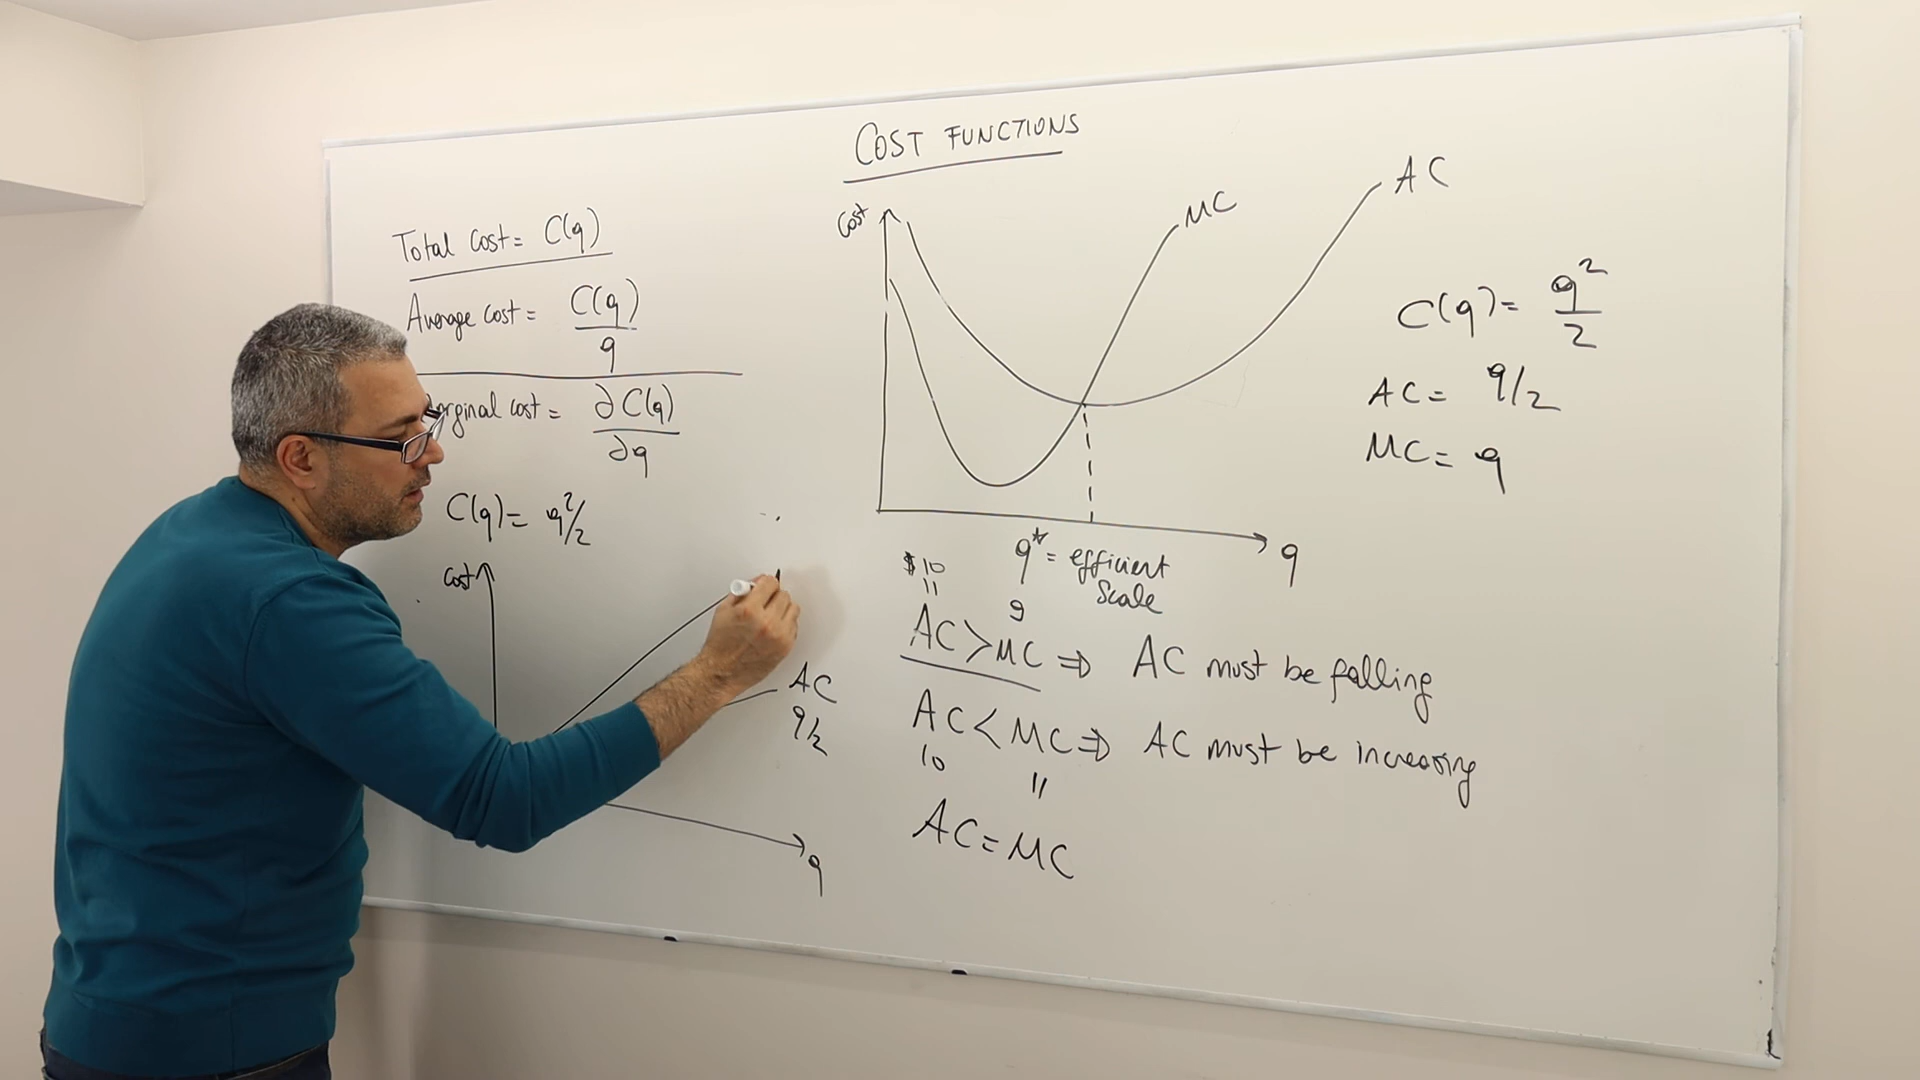 COST FUNCTIONS
Total cost = C(q)
Average cost = C(q)/q
Marginal cost = ∂C(q)/∂q
C(q) = q²/2
cost
AC
q/2
q
cost
MC
AC
q
q* = efficient
Scale
$10
"
9
AC > MC ⇒ AC must be falling
AC < MC ⇒ AC must be increasing
10
11
AC = MC
C(q) = q²/2
AC = q/2
MC = q